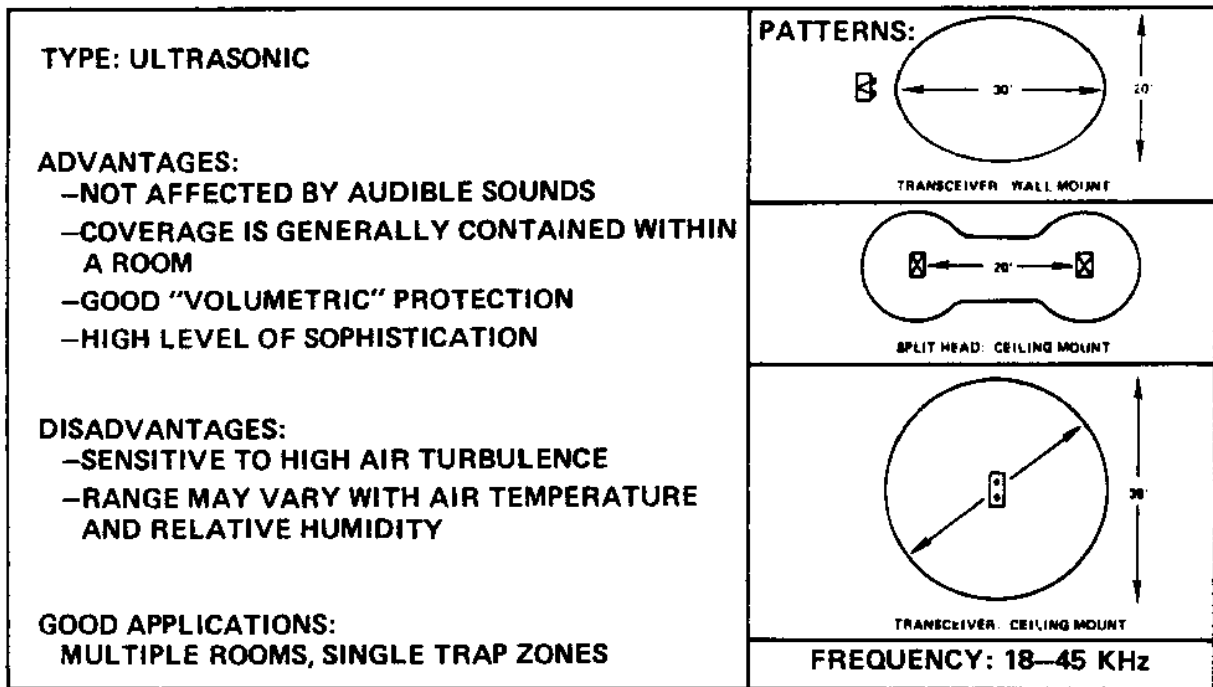 TYPE: ULTRASONIC
ADVANTAGES:
–NOT AFFECTED BY AUDIBLE SOUNDS
–COVERAGE IS GENERALLY CONTAINED WITHIN
A ROOM
–GOOD "VOLUMETRIC" PROTECTION
–HIGH LEVEL OF SOPHISTICATION
DISADVANTAGES:
–SENSITIVE TO HIGH AIR TURBULENCE
–RANGE MAY VARY WITH AIR TEMPERATURE
AND RELATIVE HUMIDITY
GOOD APPLICATIONS:
MULTIPLE ROOMS, SINGLE TRAP ZONES
PATTERNS:
30'
20'
TRANSCEIVER: WALL MOUNT
20'
SPLIT HEAD: CEILING MOUNT
TRANSCEIVER: CEILING MOUNT
FREQUENCY: 18–45 KHz